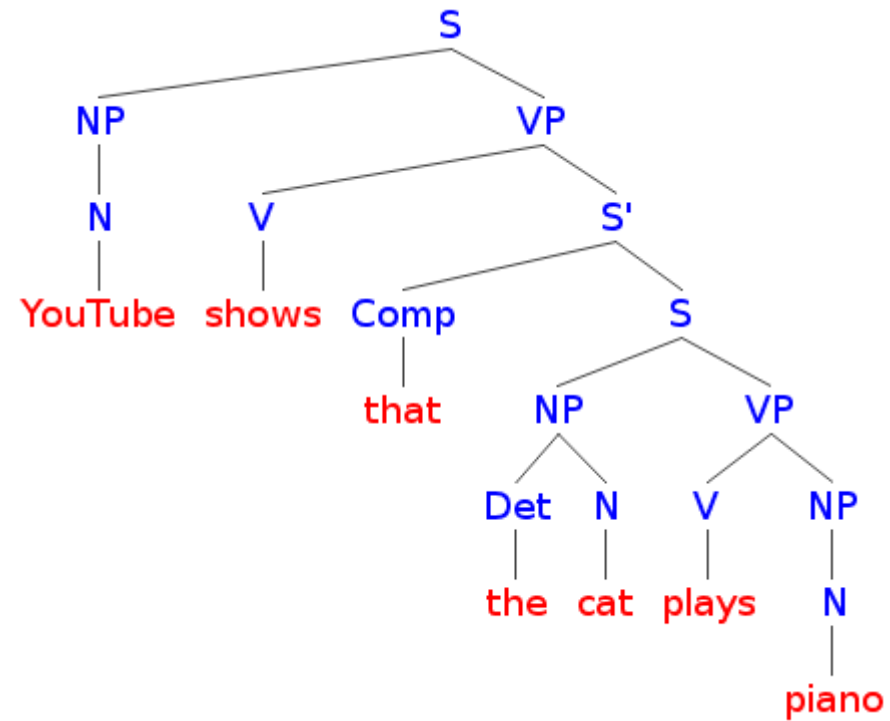 S
NP VP
N V S'
YouTube shows Comp S
that NP VP
Det N V NP
the cat plays N
piano